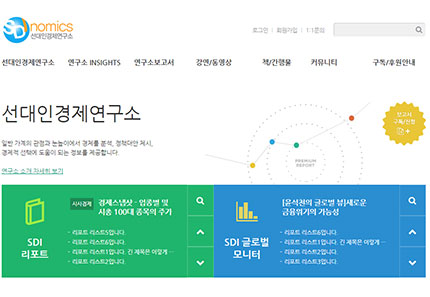 SDInomics
선대인경제연구소
로그인 | 회원가입 | 1:1문의
선대인경제연구소 연구소 INSIGHTS 연구소보고서 강연/동영상 책/간행물 커뮤니티 구독/후원안내
선대인경제연구소
일반 가계의 관점과 눈높이에서 경제를 분석, 정책대안 제시,
경제적 선택에 도움이 되는 정보를 제공합니다.
연구소 소개 자세히 보기
PREMIUM
REPORT
보고서
구독/신청
SDI
리포트
시사경제 경제스냅샷 - 업종별 및
시총 100대 종목의 주가
- 리포트 리스트5입니다.
- 리포트 리스트6입니다.
- 리포트 리스트1입니다. 긴 제목은 이렇게 ···
- 리포트 리스트2입니다.
SDI 글로벌
모니터
[윤석천의 글로벌 뷰]새로운
금융위기의 가능성
- 리포트 리스트6입니다.
- 리포트 리스트1입니다. 긴 제목은 이렇게 ···
- 리포트 리스트2입니다.
- 리포트 리스트3입니다.